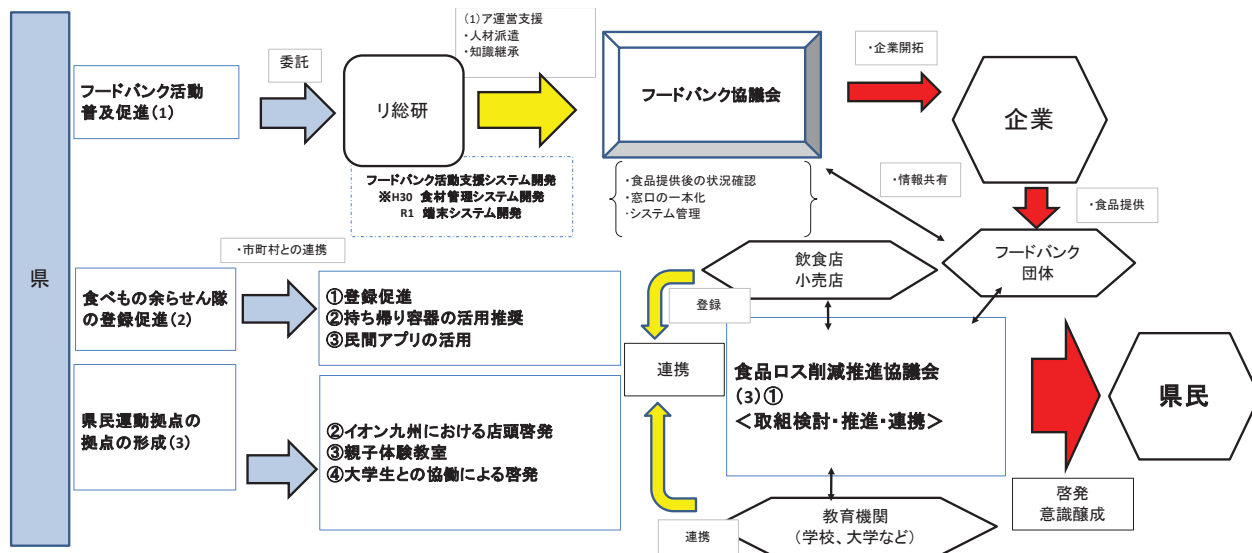 県
フードバンク活動
普及促進(1)
委託
リ総研
(1)ア運営支援
・人材派遣
・知識継承
フードバンク協議会
・企業開拓
企業
フードバンク活動支援システム開発
※H30 食材管理システム開発
R1 端末システム開発
・食品提供後の状況確認
・窓口の一本化
・システム管理
・情報共有
・食品提供
フードバンク
団体
・市町村との連携
食べもの余らせん隊
の登録促進(2)
①登録促進
②持ち帰り容器の活用推奨
③民間アプリの活用
飲食店
小売店
登録
連携
食品ロス削減推進協議会
(3)①
＜取組検討・推進・連携＞
県民
県民運動拠点の
拠点の形成(3)
②イオン九州における店頭啓発
③親子体験教室
④大学生との協働による啓発
連携
教育機関
(学校、大学など)
啓発
意識醸成